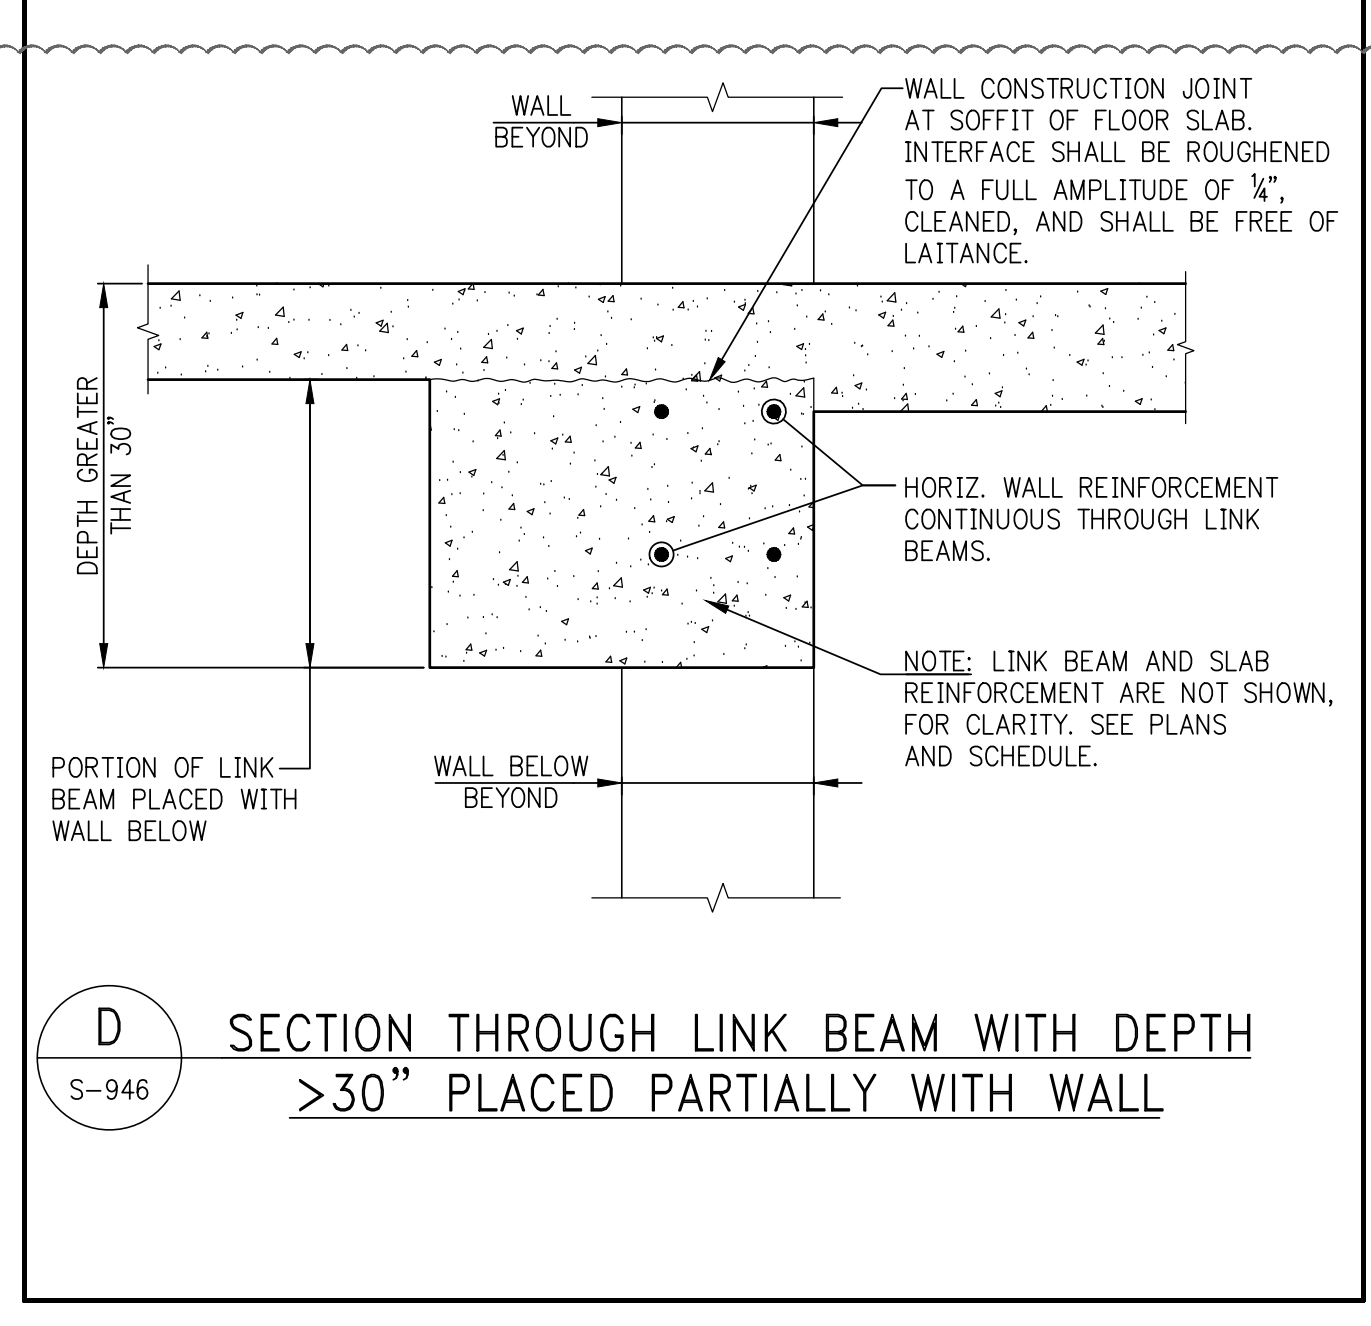 WALL
BEYOND
WALL CONSTRUCTION JOINT
AT SOFFIT OF FLOOR SLAB.
INTERFACE SHALL BE ROUGHENED
TO A FULL AMPLITUDE OF ¼”,
CLEANED, AND SHALL BE FREE OF
LAITANCE.
DEPTH GREATER
THAN 30”
HORIZ. WALL REINFORCEMENT
CONTINUOUS THROUGH LINK
BEAMS.
NOTE: LINK BEAM AND SLAB
REINFORCEMENT ARE NOT SHOWN,
FOR CLARITY. SEE PLANS
AND SCHEDULE.
PORTION OF LINK
BEAM PLACED WITH
WALL BELOW
WALL BELOW
BEYOND
D
S-946
SECTION THROUGH LINK BEAM WITH DEPTH
>30” PLACED PARTIALLY WITH WALL